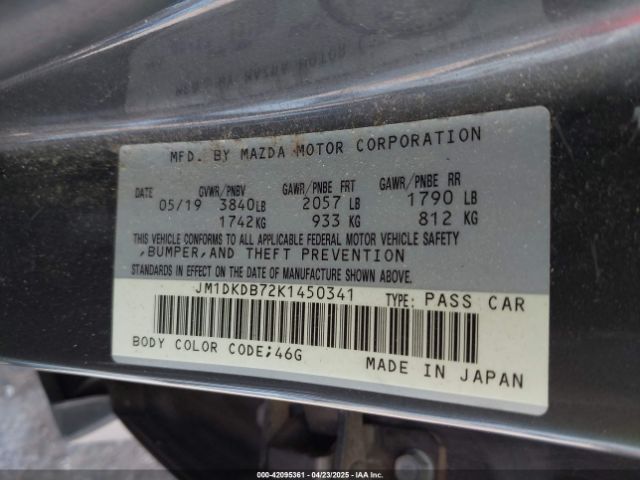 MFD. BY MAZDA MOTOR CORPORATION
DATE GVWR/PNBV GAWR/PNBE FRT GAWR/PNBE RR
05/19 3840LB 2057 LB 1790 LB
1742KG 933 KG 812 KG
THIS VEHICLE CONFORMS TO ALL APPLICABLE FEDERAL MOTOR VEHICLE SAFETY
,BUMPER,AND THEFT PREVENTION
STANDARDS IN EFFECT ON THE DATE OF MANUFACTURE SHOWN ABOVE.
JM1DKDB72K1450341 TYPE: PASS CAR
BODY COLOR CODE;46G MADE IN JAPAN
000-42095361 - 04/23/2025 - IAAI